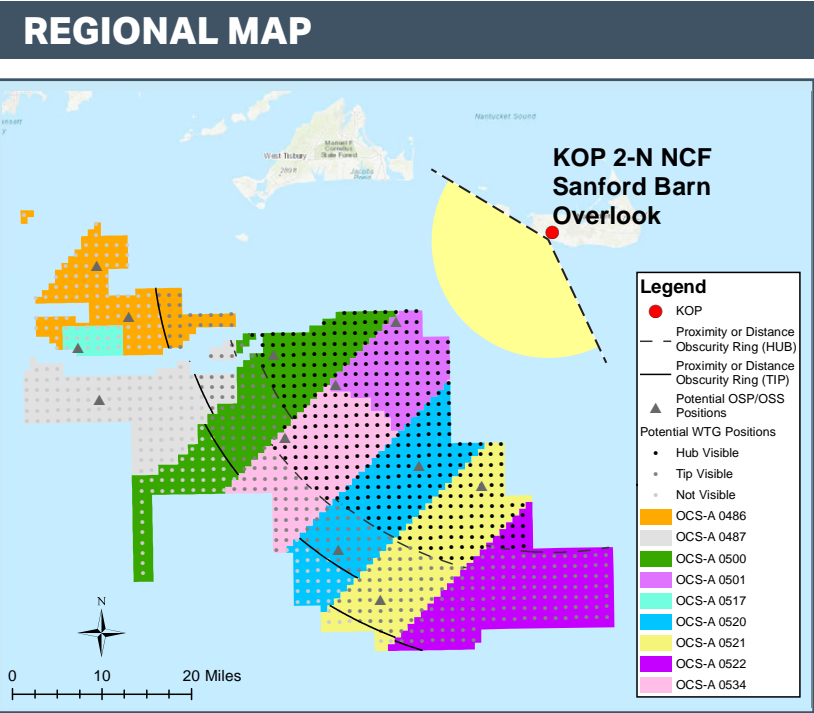 REGIONAL MAP
Nantucket Sound
West Tisbury
Manuel F.
Correllus
State Forest
KOP 2-N NCF
Sanford Barn
Overlook
Legend
KOP
Proximity or Distance
Obscurity Ring (HUB)
Proximity or Distance
Obscurity Ring (TIP)
Potential OSP/OSS
Positions
Potential WTG Positions
Hub Visible
Tip Visible
Not Visible
OCS-A 0486
OCS-A 0487
OCS-A 0500
OCS-A 0501
OCS-A 0517
OCS-A 0520
OCS-A 0521
OCS-A 0522
OCS-A 0534
N
0 10 20 Miles